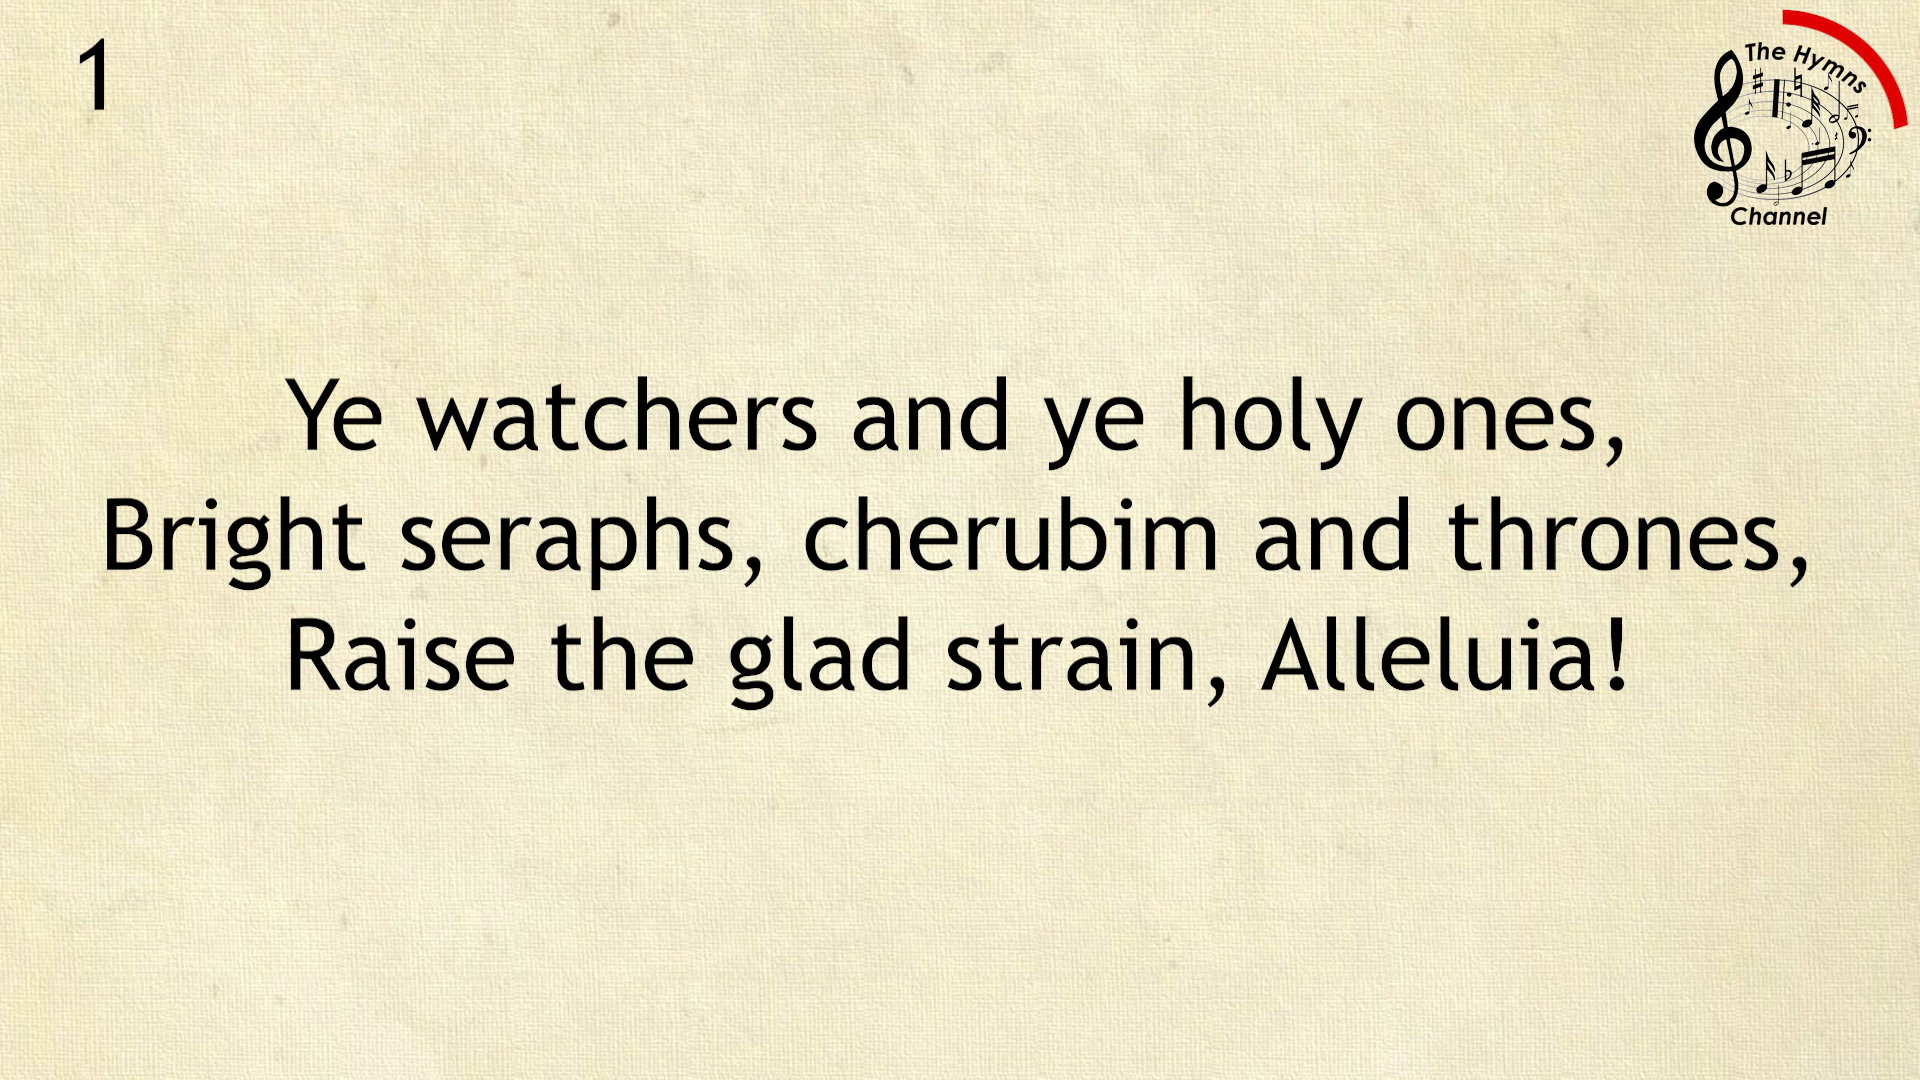 1
The Hymns
Channel
Ye watchers and ye holy ones,
Bright seraphs, cherubim and thrones,
Raise the glad strain, Alleluia!